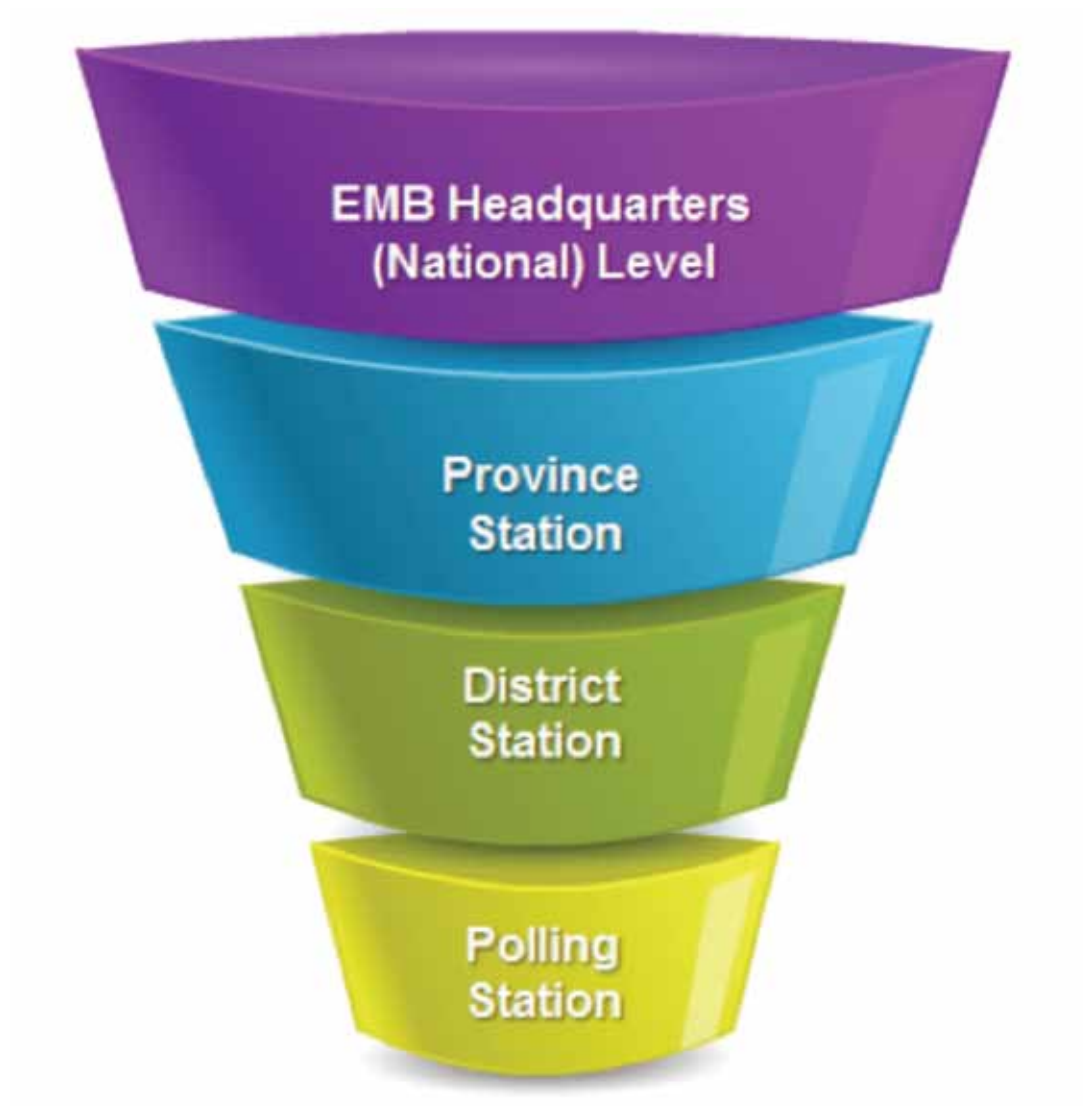 EMB Headquarters
(National) Level
Province
Station
District
Station
Polling
Station